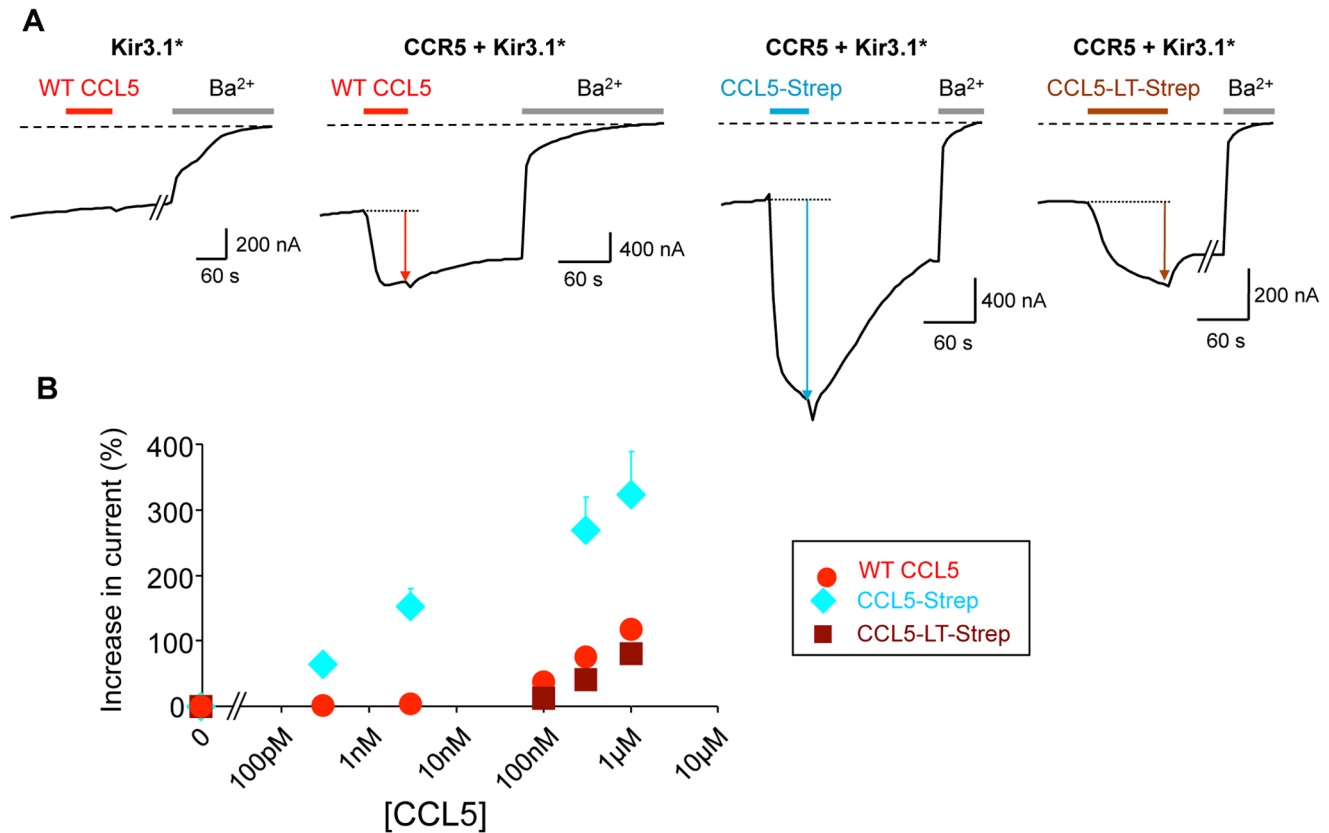 A
Kir3.1*
CCR5 + Kir3.1*
CCR5 + Kir3.1*
CCR5 + Kir3.1*
WT CCL5
Ba2+
WT CCL5
Ba2+
CCL5-Strep
Ba2+
CCL5-LT-Strep
Ba2+
200 nA
60 s
400 nA
60 s
400 nA
60 s
200 nA
60 s
B
Increase in current (%)
400
300
200
100
0
0
100pM
1nM
10nM
100nM
1µM
10µM
[CCL5]
WT CCL5
CCL5-Strep
CCL5-LT-Strep